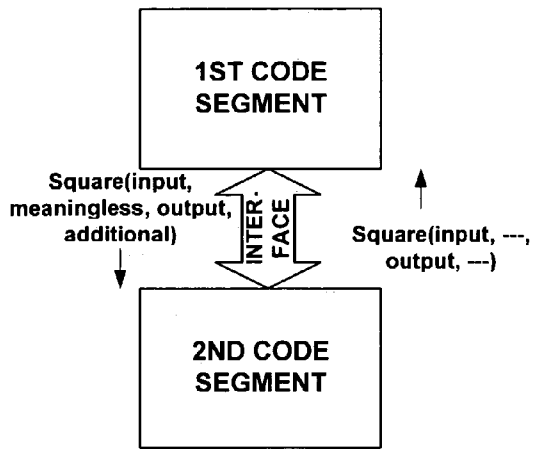 1ST CODE
SEGMENT
Square(input,
meaningless, output,
additional)
INTER-
FACE
Square(input, ---,
output, ---)
2ND CODE
SEGMENT